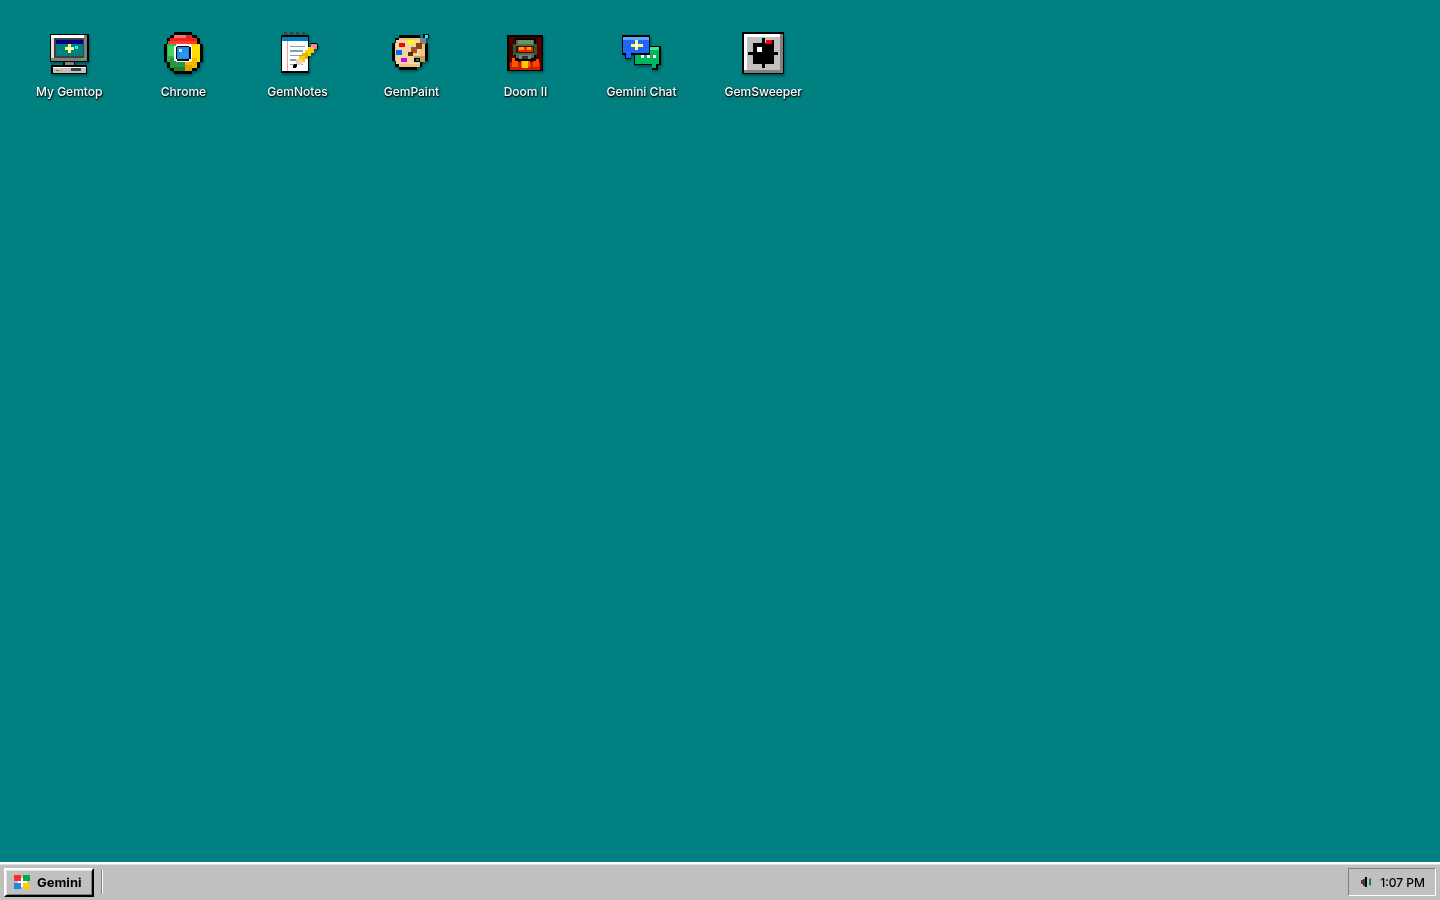 My Gemtop
Chrome
GemNotes
GemPaint
Doom II
Gemini Chat
GemSweeper
Gemini
1:07 PM